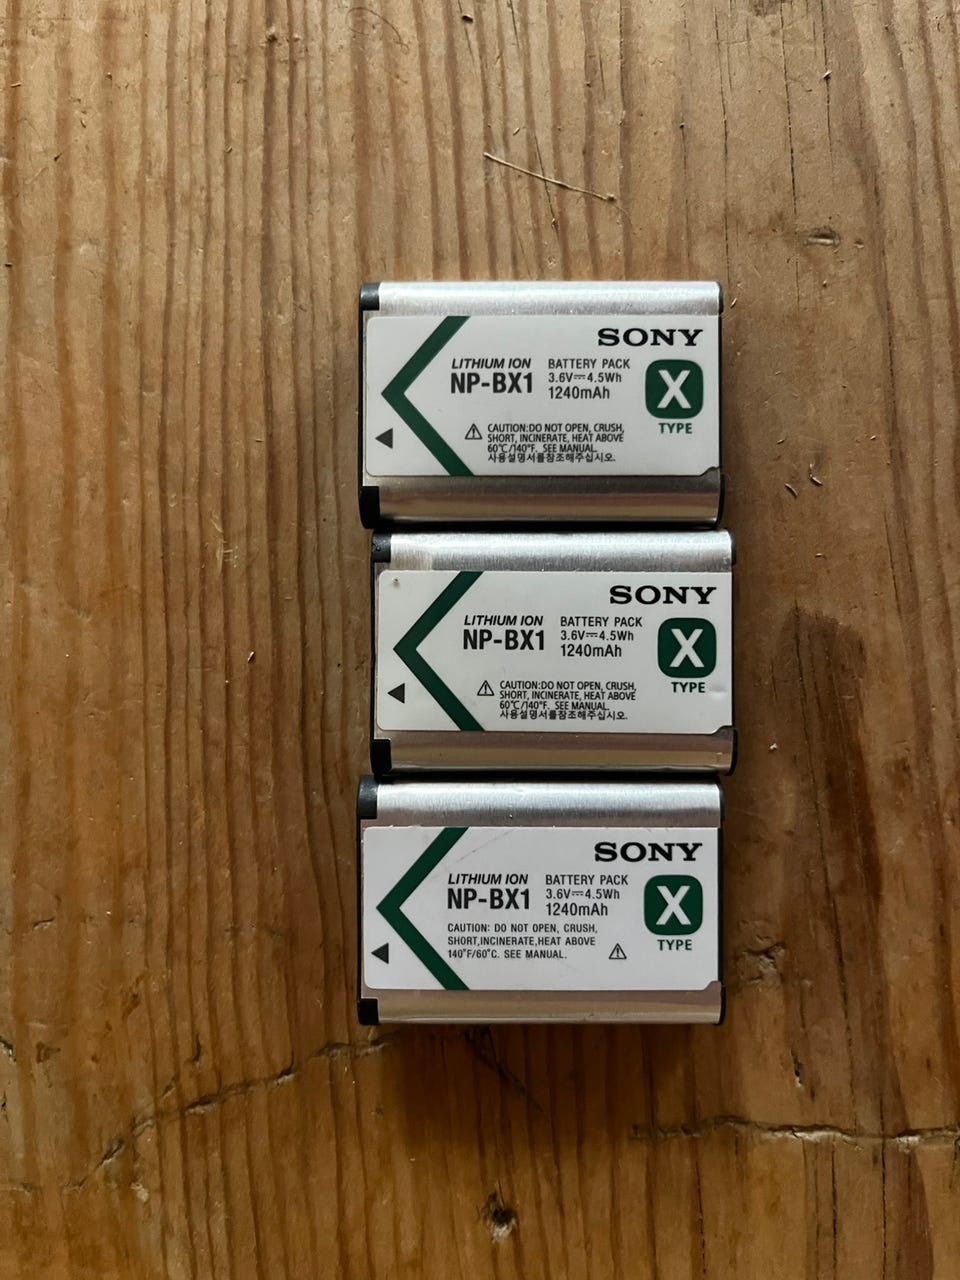 SONY
LITHIUM ION BATTERY PACK
NP-BX1 3.6V⎓4.5Wh
1240mAh
X
TYPE
⚠ CAUTION:DO NOT OPEN, CRUSH,
SHORT, INCINERATE, HEAT ABOVE
60℃/140°F. SEE MANUAL.
사용설명서를참조해주십시오.
SONY
LITHIUM ION BATTERY PACK
NP-BX1 3.6V⎓4.5Wh
1240mAh
X
TYPE
⚠ CAUTION:DO NOT OPEN, CRUSH,
SHORT, INCINERATE, HEAT ABOVE
60℃/140°F. SEE MANUAL.
사용설명서를참조해주십시오.
SONY
LITHIUM ION BATTERY PACK
NP-BX1 3.6V⎓4.5Wh
1240mAh
X
TYPE
CAUTION: DO NOT OPEN, CRUSH,
SHORT,INCINERATE,HEAT ABOVE
140°F/60°C. SEE MANUAL. ⚠